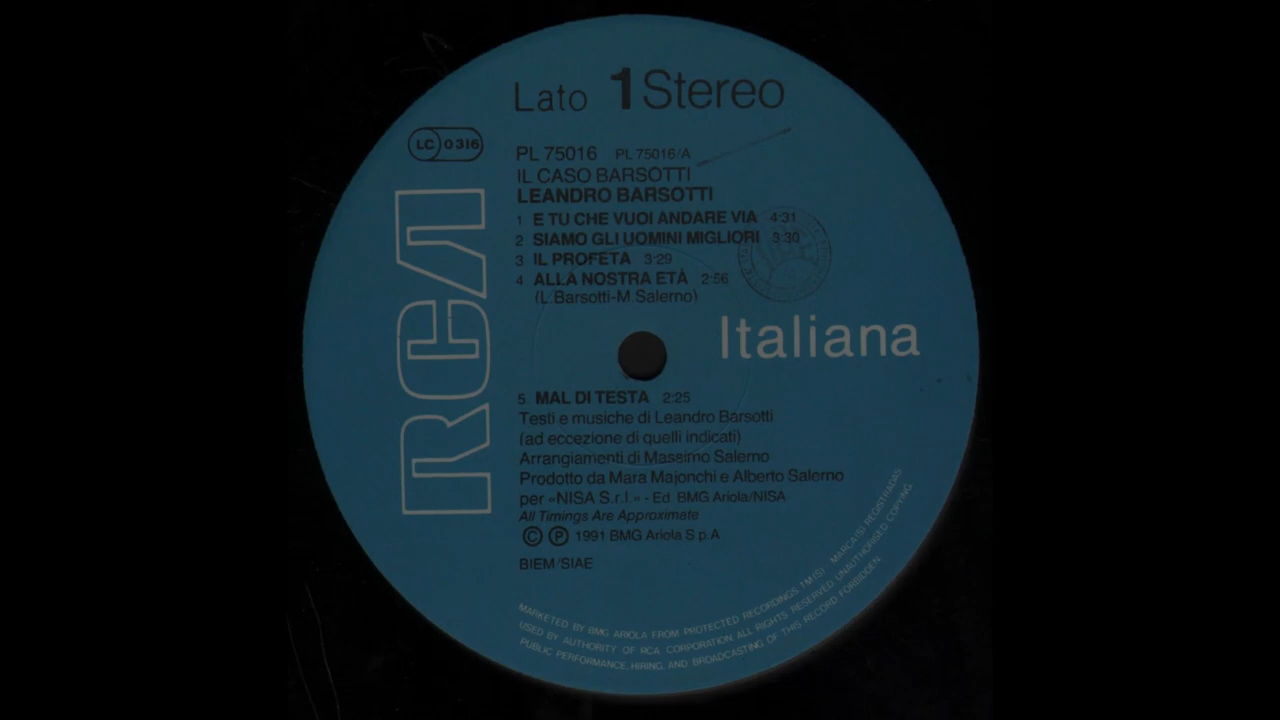 Lato 1 Stereo
LC 0316
PL 75016 PL 75016/A
IL CASO BARSOTTI
LEANDRO BARSOTTI
1 E TU CHE VUOI ANDARE VIA 4:31
2 SIAMO GLI UOMINI MIGLIORI 3:30
3 IL PROFETA 3:29
4 ALLA NOSTRA ETÀ 2:56
(L.Barsotti-M.Salerno)
RCA
Italiana
5 MAL DI TESTA 2:25
Testi e musiche di Leandro Barsotti
(ad eccezione di quelli indicati)
Arrangiamenti di Massimo Salerno
Prodotto da Mara Majonchi e Alberto Salerno
per «NISA S.r.l.» - Ed. BMG Ariola/NISA
All Timings Are Approximate
© ℗ 1991 BMG Ariola S.p.A
BIEM/SIAE
MARKETED BY BMG ARIOLA FROM PROTECTED RECORDINGS TM(S) · MARCA(S) REGISTRADAS
USED BY AUTHORITY OF RCA CORPORATION. ALL RIGHTS RESERVED. UNAUTHORISED COPYING
PUBLIC PERFORMANCE, HIRING, AND BROADCASTING OF THIS RECORD FORBIDDEN